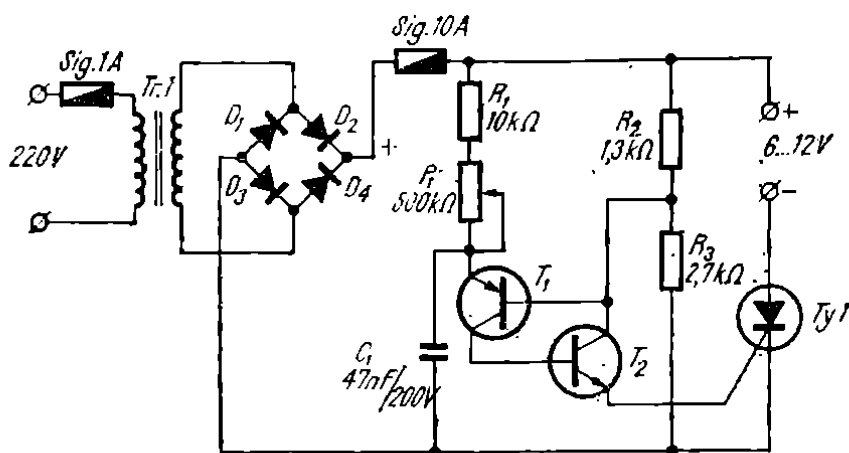 Sig.10A
Sig.1A
Tr.1
220V
D1
D2
D3
D4
+
R1
10kΩ
P1
500kΩ
R2
1,3kΩ
+
6...12V
-
R3
2,7kΩ
T1
T2
Ty1
C1
47nF/
/200V